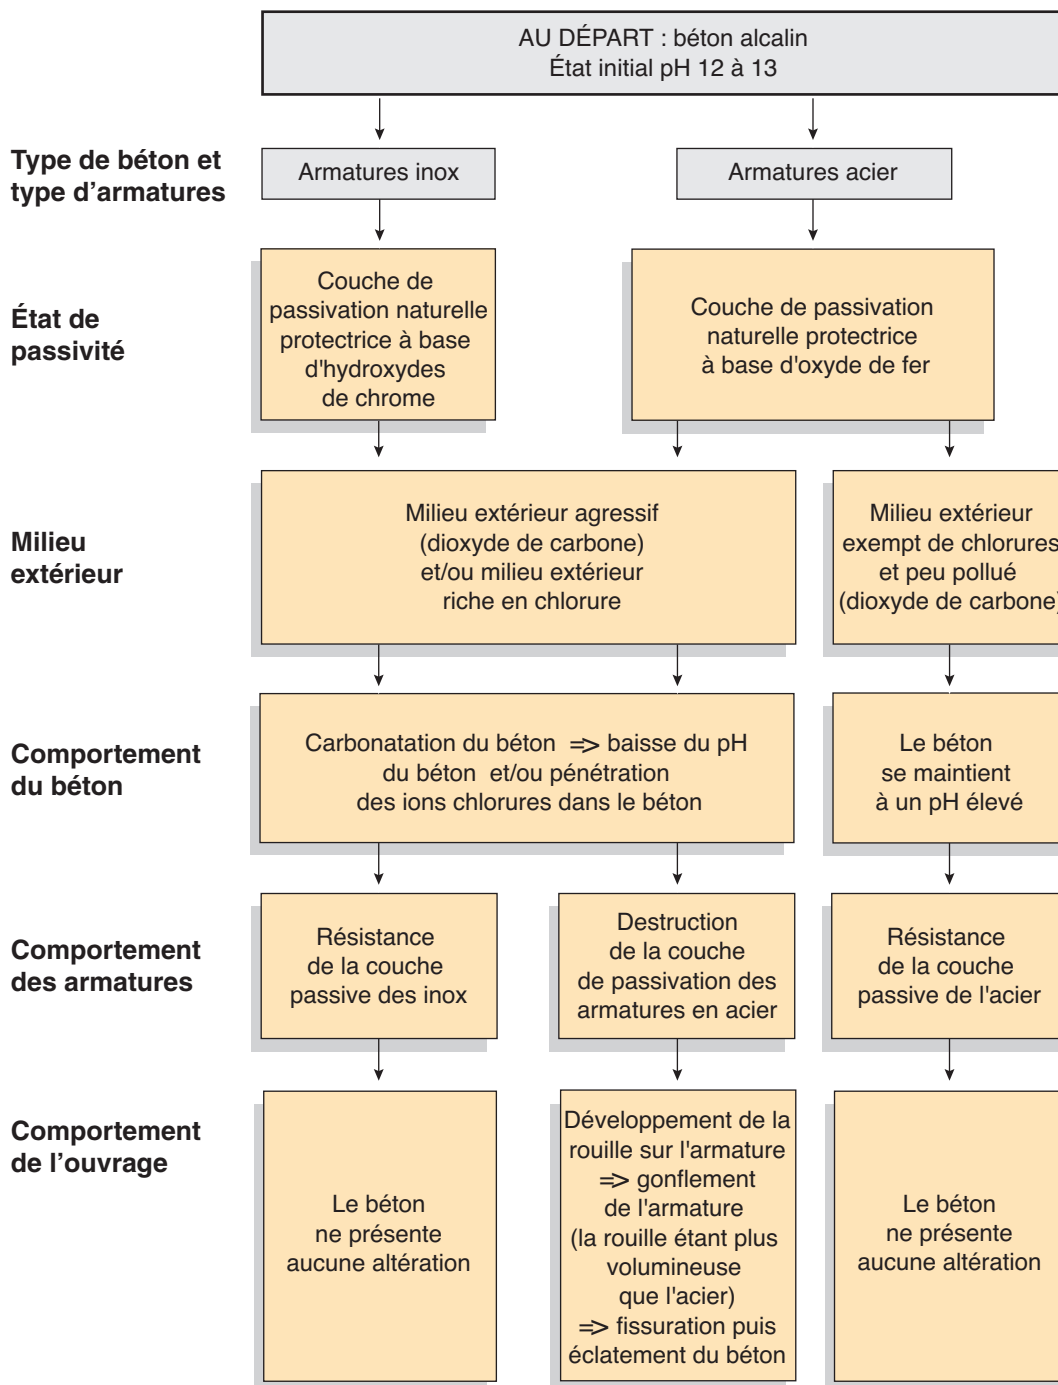 AU DÉPART : béton alcalin
État initial pH 12 à 13
Type de béton et
type d'armatures
Armatures inox
Armatures acier
État de
passivité
Couche de
passivation naturelle
protectrice à base
d'hydroxydes
de chrome
Couche de passivation
naturelle protectrice
à base d'oxyde de fer
Milieu
extérieur
Milieu extérieur agressif
(dioxyde de carbone)
et/ou milieu extérieur
riche en chlorure
Milieu extérieur
exempt de chlorures
et peu pollué
(dioxyde de carbone)
Comportement
du béton
Carbonatation du béton => baisse du pH
du béton et/ou pénétration
des ions chlorures dans le béton
Le béton
se maintient
à un pH élevé
Comportement
des armatures
Résistance
de la couche
passive des inox
Destruction
de la couche
de passivation des
armatures en acier
Résistance
de la couche
passive de l'acier
Comportement
de l'ouvrage
Le béton
ne présente
aucune altération
Développement de la
rouille sur l'armature
=> gonflement
de l'armature
(la rouille étant plus
volumineuse
que l'acier)
=> fissuration puis
éclatement du béton
Le béton
ne présente
aucune altération